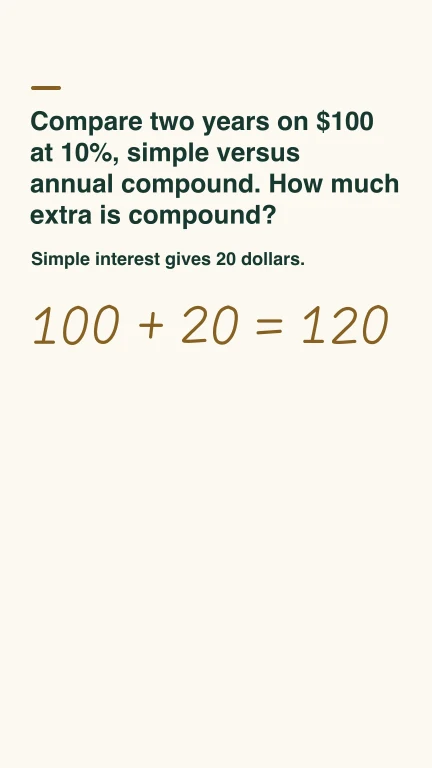 Compare two years on $100
at 10%, simple versus
annual compound. How much
extra is compound?
Simple interest gives 20 dollars.
100 + 20 = 120